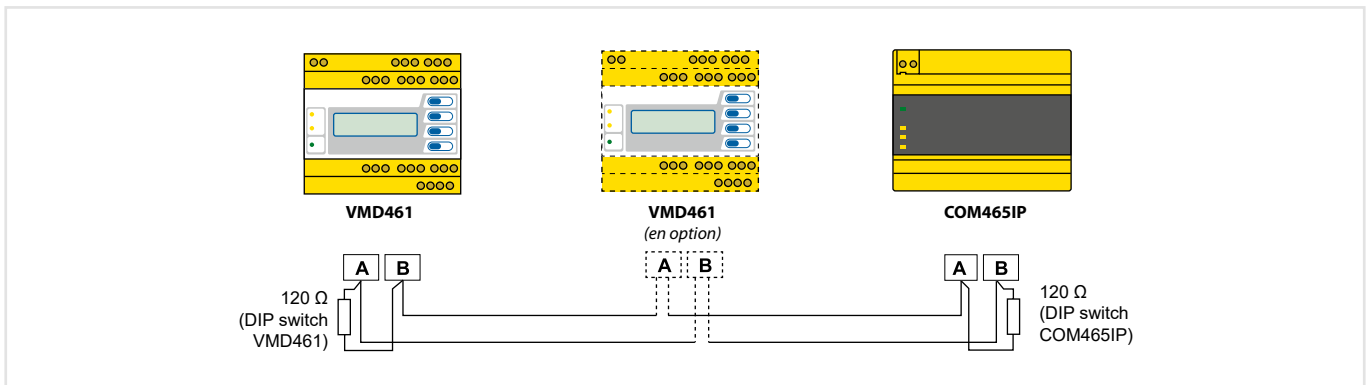 VMD461
VMD461
(en option)
COM465IP
A B
A B
A B
120 Ω
(DIP switch
VMD461)
120 Ω
(DIP switch
COM465IP)